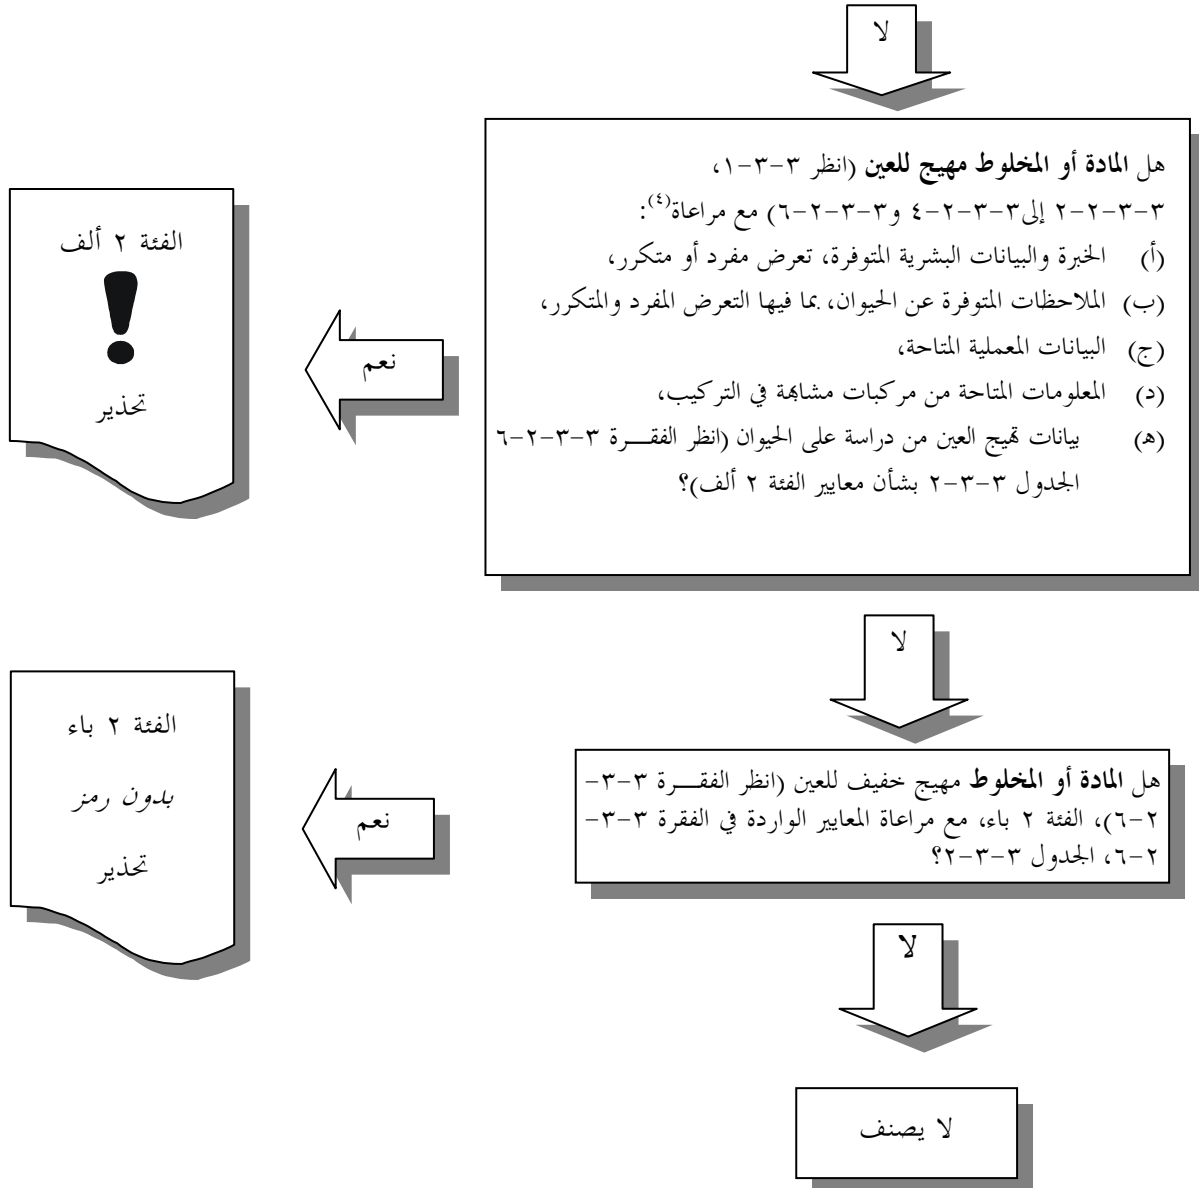 لا
هل المادة أو المخلوط مهيج للعين (انظر ٣-٣-١،
٣-٣-٢-٢ إلى ٣-٣-٢-٤ و٣-٣-٢-٦) مع مراعاة(٤):
(أ) الخبرة والبيانات البشرية المتوفرة، تعرض مفرد أو متكرر،
(ب) الملاحظات المتوفرة عن الحيوان، بما فيها التعرض المفرد والمتكرر،
(ج) البيانات المعملية المتاحة،
(د) المعلومات المتاحة من مركبات مشابهة في التركيب،
(ه) بيانات تهيج العين من دراسة على الحيوان (انظر الفقـــرة ٣-٣-٢-٦
الجدول ٣-٣-٢ بشأن معايير الفئة ٢ ألف)؟
نعم
الفئة ٢ ألف
!
تحذير
لا
هل المادة أو المخلوط مهيج خفيف للعين (انظر الفقـــرة ٣-٣-
٢-٦)، الفئة ٢ باء، مع مراعاة المعايير الواردة في الفقرة ٣-٣-
٢-٦، الجدول ٣-٣-٢؟
نعم
الفئة ٢ باء
بدون رمز
تحذير
لا
لا يصنف